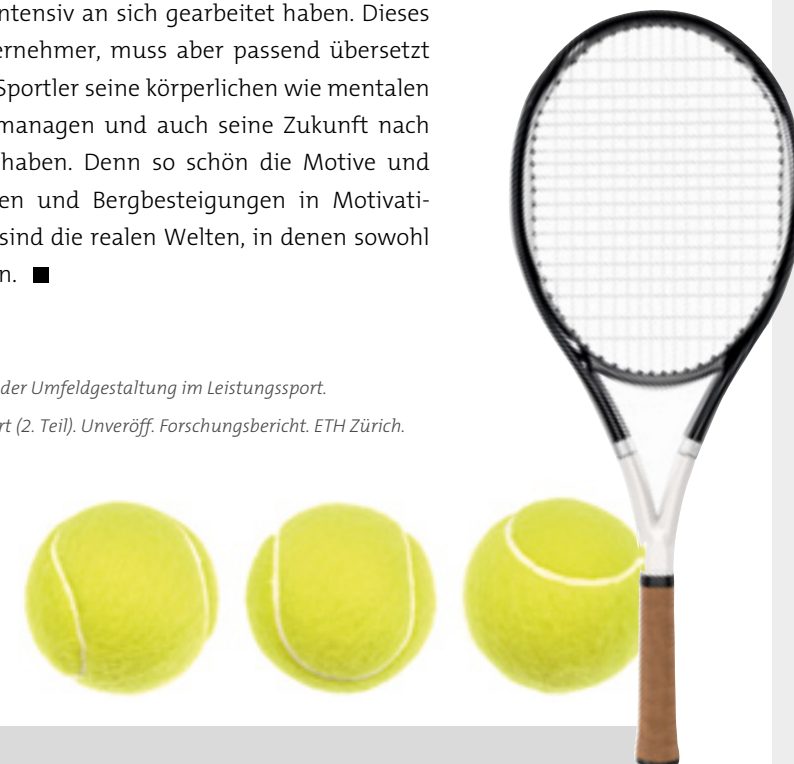 ntensiv an sich gearbeitet haben. Dieses
ernehmer, muss aber passend übersetzt
Sportler seine körperlichen wie mentalen
managen und auch seine Zukunft nach
haben. Denn so schön die Motive und
en und Bergbesteigungen in Motivati-
sind die realen Welten, in denen sowohl
n. ■
der Umfeldgestaltung im Leistungssport.
rt (2. Teil). Unveröff. Forschungsbericht. ETH Zürich.